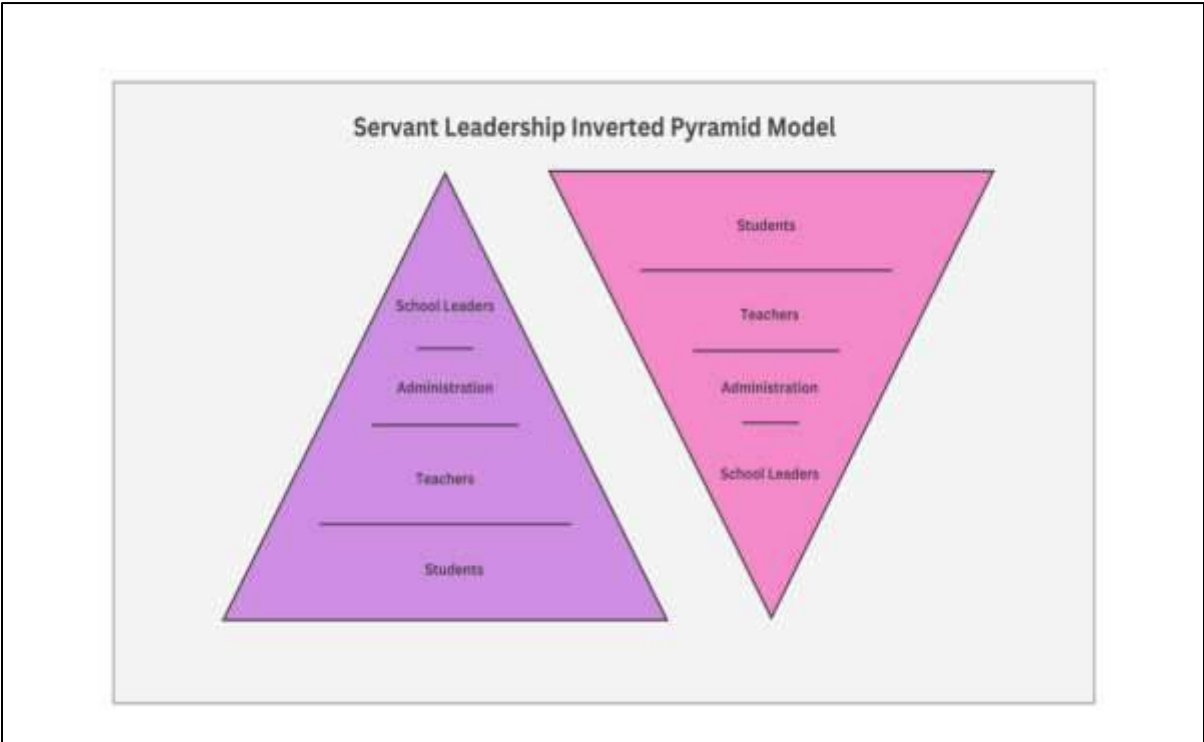 Servant Leadership Inverted Pyramid Model
School Leaders
Administration
Teachers
Students
Students
Teachers
Administration
School Leaders